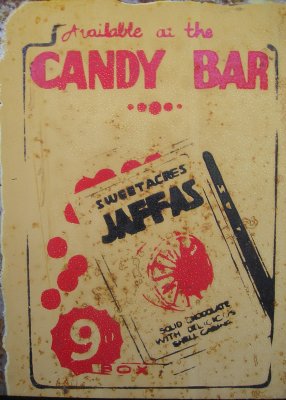 Available at the
CANDY BAR
SWEETACRES
JAFFAS
SOLID CHOCOLATE
WITH DELICIOUS
SHELL CASING
9D
BOX